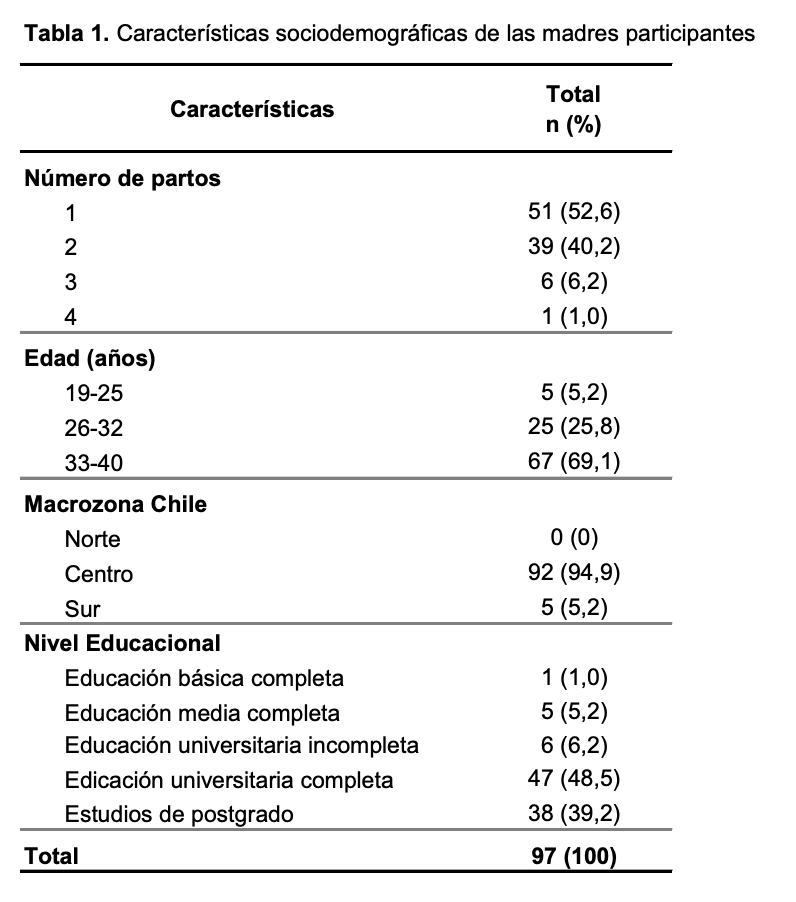 Tabla 1. Características sociodemográficas de las madres participantes
Características Total n (%)
Número de partos
1 51 (52,6)
2 39 (40,2)
3 6 (6,2)
4 1 (1,0)
Edad (años)
19-25 5 (5,2)
26-32 25 (25,8)
33-40 67 (69,1)
Macrozona Chile
Norte 0 (0)
Centro 92 (94,9)
Sur 5 (5,2)
Nivel Educacional
Educación básica completa 1 (1,0)
Educación media completa 5 (5,2)
Educación universitaria incompleta 6 (6,2)
Edicación universitaria completa 47 (48,5)
Estudios de postgrado 38 (39,2)
Total 97 (100)